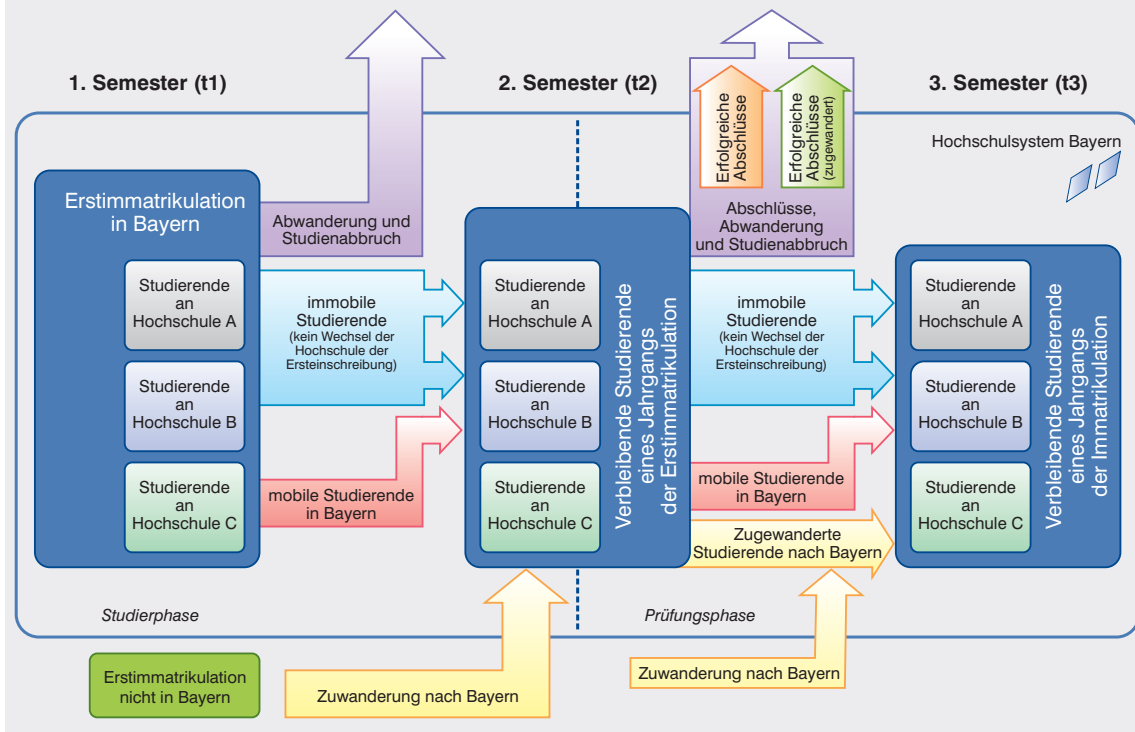 1. Semester (t1)
2. Semester (t2)
3. Semester (t3)
Hochschulsystem Bayern
Erstimmatrikulation
in Bayern
Studierende
an
Hochschule A
Studierende
an
Hochschule B
Studierende
an
Hochschule C
Abwanderung und
Studienabbruch
immobile
Studierende
(kein Wechsel der
Hochschule der
Ersteinschreibung)
mobile Studierende
in Bayern
Studierende
an
Hochschule A
Studierende
an
Hochschule B
Studierende
an
Hochschule C
Verbleibende Studierende
eines Jahrgangs
der Erstimmatrikulation
Erfolgreiche
Abschlüsse
Erfolgreiche
Abschlüsse
(zugewandert)
Abschlüsse,
Abwanderung
und Studienabbruch
immobile
Studierende
(kein Wechsel der
Hochschule der
Ersteinschreibung)
mobile Studierende
in Bayern
Zugewanderte
Studierende nach Bayern
Studierende
an
Hochschule A
Studierende
an
Hochschule B
Studierende
an
Hochschule C
Verbleibende Studierende
eines Jahrgangs
der Immatrikulation
Studierphase
Prüfungsphase
Erstimmatrikulation
nicht in Bayern
Zuwanderung nach Bayern
Zuwanderung nach Bayern